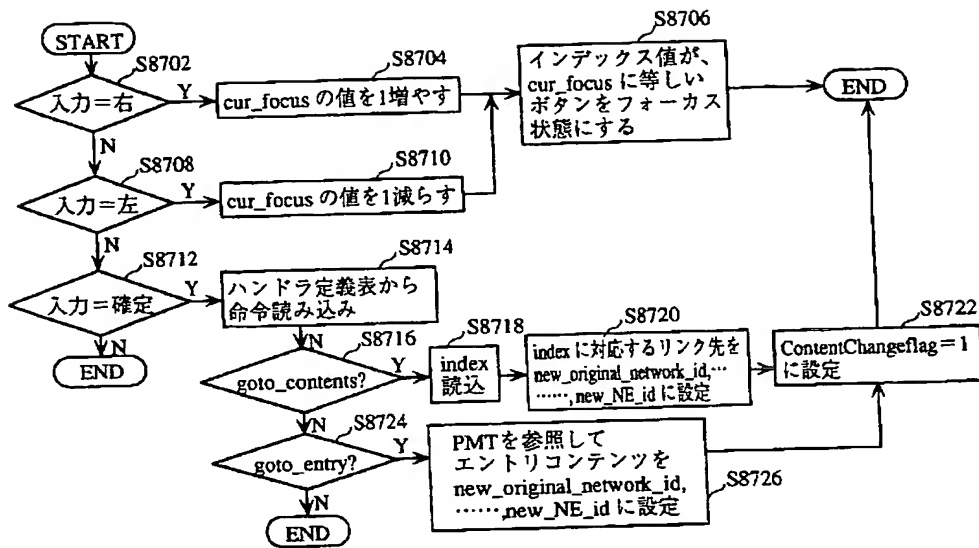 START
S8702
入力＝右
Y
N
S8704
cur_focus の値を1増やす
S8706
インデックス値が、
cur_focus に等しい
ボタンをフォーカス
状態にする
END
S8708
入力＝左
Y
N
S8710
cur_focus の値を1減らす
S8712
入力＝確定
Y
N
END
S8714
ハンドラ定義表から
命令読み込み
N
S8716
goto_contents?
Y
N
S8718
index
読込
S8720
indexに対応するリンク先を
new_original_network_id,…
……,new_NE_id に設定
S8722
ContentChangeflag＝1
に設定
S8724
goto_entry?
Y
N
END
PMTを参照して
エントリコンテンツを
new_original_network_id,
……,new_NE_id に設定
S8726